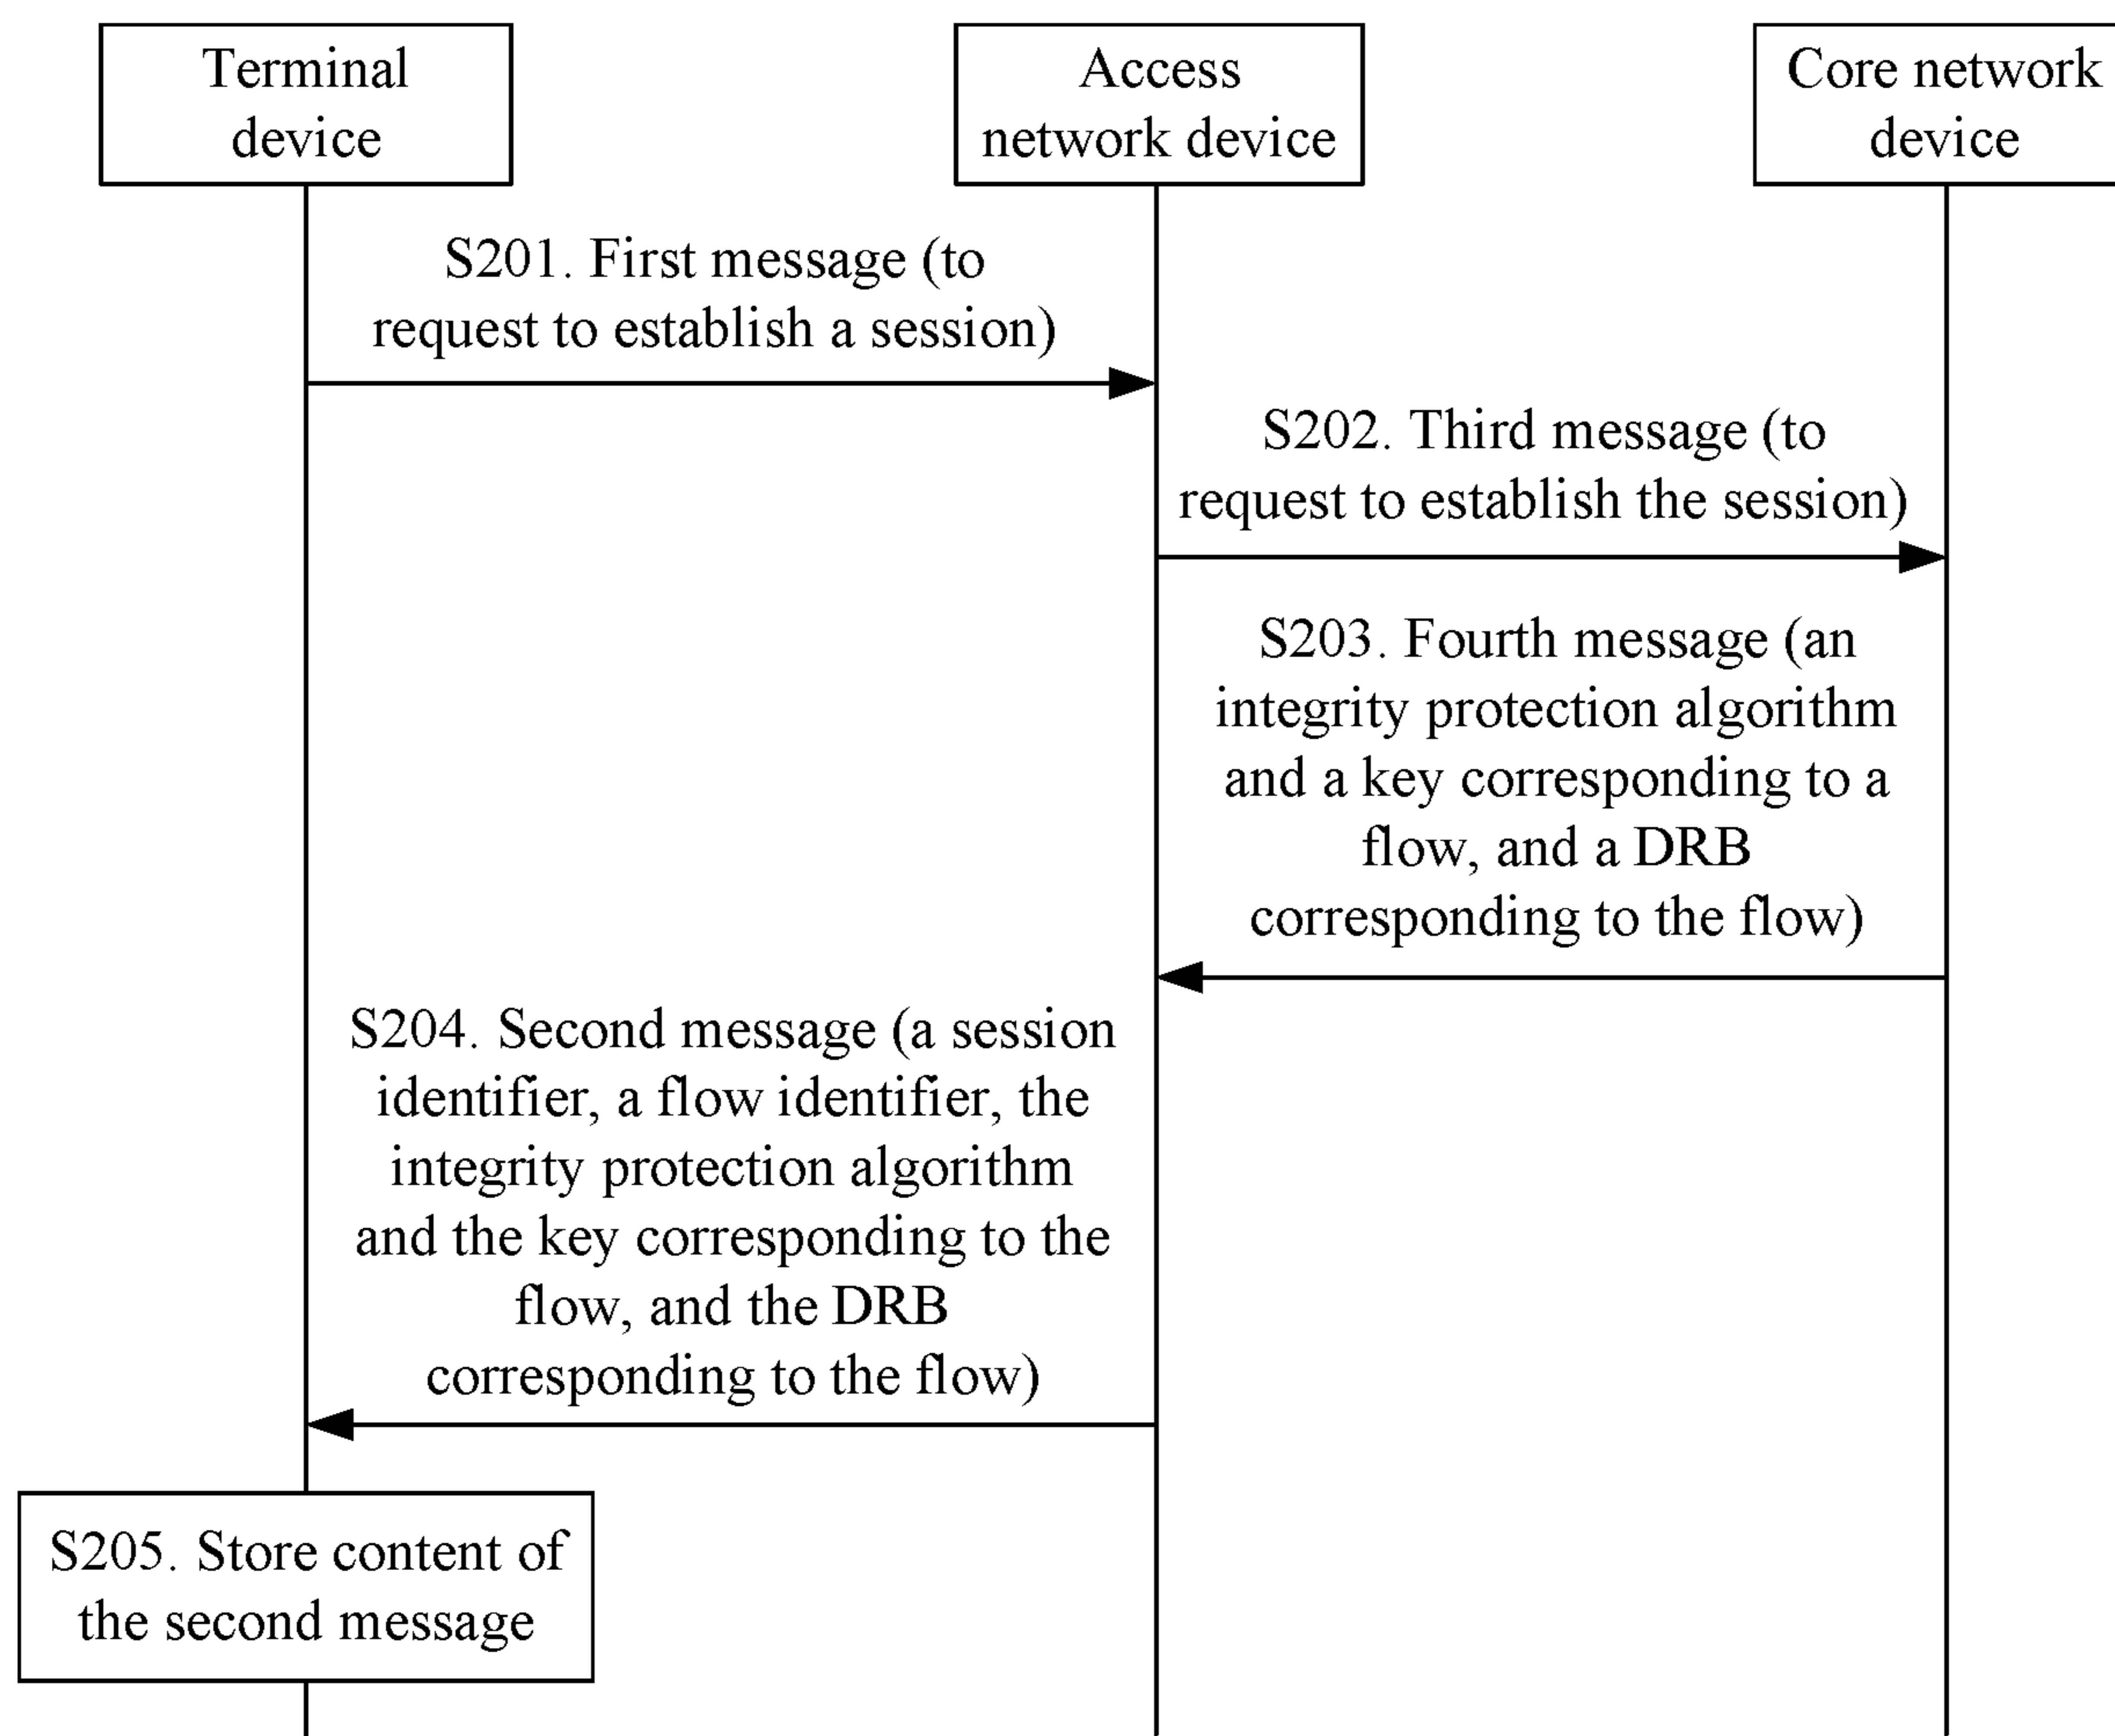 Terminal
device
Access
network device
Core network
device
S201. First message (to
request to establish a session)
S202. Third message (to
request to establish the session)
S203. Fourth message (an
integrity protection algorithm
and a key corresponding to a
flow, and a DRB
corresponding to the flow)
S204. Second message (a session
identifier, a flow identifier, the
integrity protection algorithm
and the key corresponding to the
flow, and the DRB
corresponding to the flow)
S205. Store content of
the second message